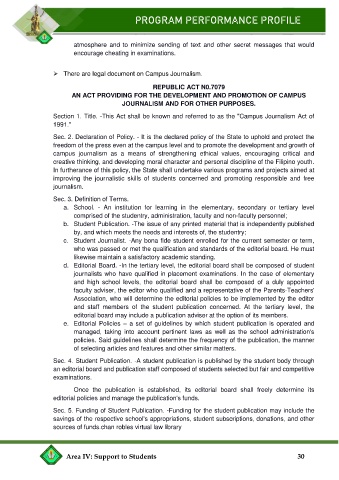 PROGRAM PERFORMANCE PROFILE
atmosphere and to minimize sending of text and other secret messages that would
encourage cheating in examinations.
➢ There are legal document on Campus Journalism
REPUBLIC ACT N0.7079
AN ACT PROVIDING FOR THE DEVELOPMENT AND PROMOTION OF CAMPUS
JOURNALISM AND FOR OTHER PURPOSES.
Section 1. Title. -This Act shall be known and referred to as the "Campus Journalism Act of
1991."
Sec. 2. Declaration of Policy. - It is the declared policy of the State to uphold and protect the
freedom of the press even at the campus level and to promote the development and growth of
campus journalism as a means of strengthening ethical values, encouraging critical and
creative thinking, and developing moral character and personal discipline of the Filipino youth.
In furtherance of this policy, the State shall undertake various programs and projects aimed at
improving the journalistic skills of students concerned and promoting responsible and free
journalism.
Sec. 3. Definition of Terms.
a. School. - An institution for learning in the elementary, secondary or tertiary level
comprised of the studentry, administration, faculty and non-faculty personnel;
b. Student Publication. -The issue of any printed material that is independently published
by, and which meets the needs and interests of, the studentry;
c. Student Journalist. -Any bona fide student enrolled for the current semester or term,
who was passed or met the qualification and standards of the editorial board. He must
likewise maintain a satisfactory academic standing.
d. Editorial Board. -In the tertiary level, the editorial board shall be composed of student
journalists who have qualified in placement examinations. In the case of elementary
and high school levels, the editorial board shall be composed of a duly appointed
faculty adviser, the editor who qualified and a representative of the Parents-Teachers'
Association, who will determine the editorial policies to be implemented by the editor
and staff members of the student publication concerned. At the tertiary level, the
editorial board may include a publication advisor at the option of its members.
e. Editorial Policies – a set of guidelines by which student publication is operated and
managed, taking into account pertinent laws as well as the school administration's
policies. Said guidelines shall determine the frequency of the publication, the manner
of selecting articles and features and other similar matters.
Sec. 4. Student Publication. -A student publication is published by the student body through
an editorial board and publication staff composed of students selected but fair and competitive
examinations.
Once the publication is established, its editorial board shall freely determine its
editorial policies and manage the publication's funds.
Sec. 5. Funding of Student Publication. -Funding for the student publication may include the
savings of the respective school's appropriations, student subscriptions, donations, and other
sources of funds.chan robles virtual law library
Area IV: Support to Students 30